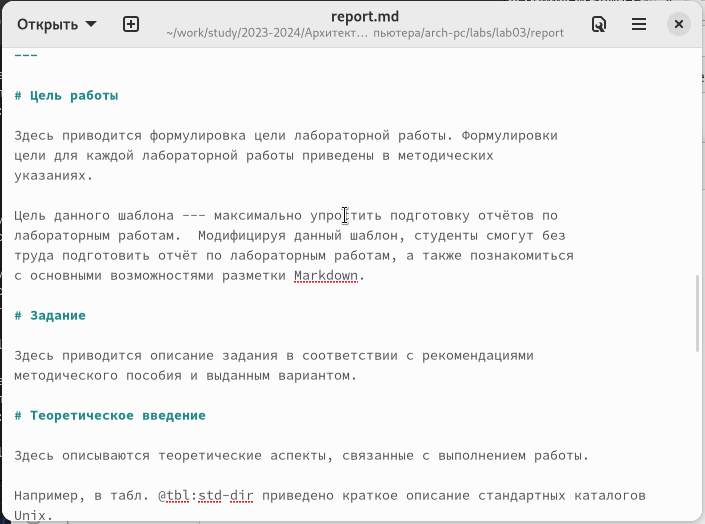 Открыть
report.md
~/work/study/2023-2024/Архитект… пьютера/arch-pc/labs/lab03/report
---
# Цель работы
Здесь приводится формулировка цели лабораторной работы. Формулировки
цели для каждой лабораторной работы приведены в методических
указаниях.
Цель данного шаблона --- максимально упростить подготовку отчётов по
лабораторным работам.  Модифицируя данный шаблон, студенты смогут без
труда подготовить отчёт по лабораторным работам, а также познакомиться
с основными возможностями разметки Markdown.
# Задание
Здесь приводится описание задания в соответствии с рекомендациями
методического пособия и выданным вариантом.
# Теоретическое введение
Здесь описываются теоретические аспекты, связанные с выполнением работы.
Например, в табл. @tbl:std-dir приведено краткое описание стандартных каталогов
Unix.